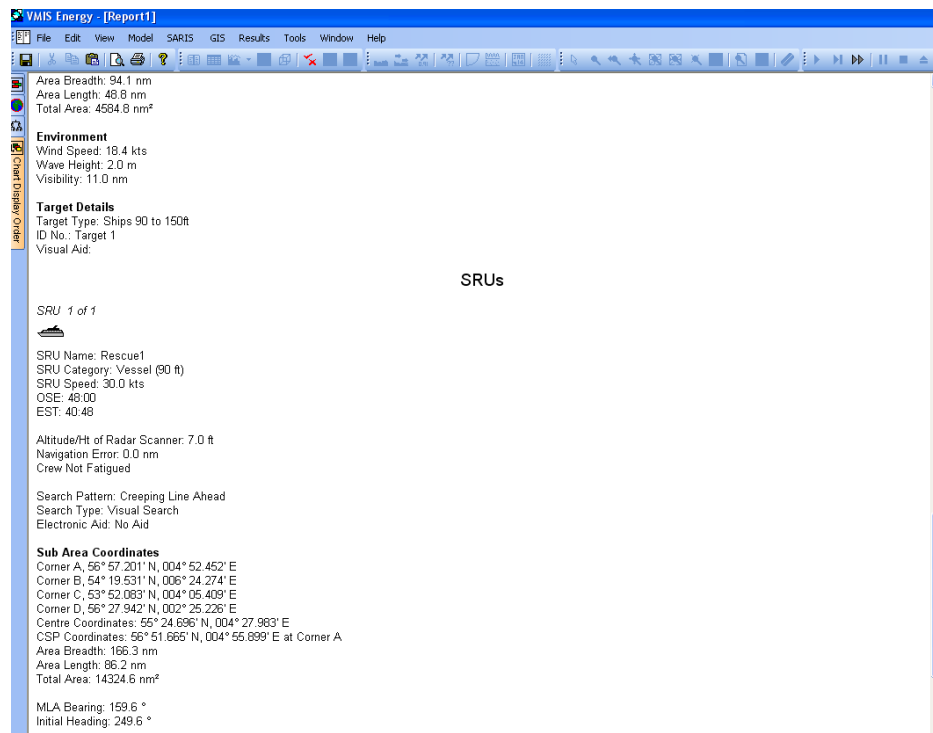 VMIS Energy - [Report1]
File Edit View Model SARIS GIS Results Tools Window Help
Area Breadth: 94.1 nm
Area Length: 48.8 nm
Total Area: 4584.8 nm²
Environment
Wind Speed: 18.4 kts
Wave Height: 2.0 m
Visibility: 11.0 nm
Chart Display Order
Target Details
Target Type: Ships 90 to 150ft
ID No.: Target 1
Visual Aid:
SRUs
SRU 1 of 1
SRU Name: Rescue1
SRU Category: Vessel (90 ft)
SRU Speed: 30.0 kts
OSE: 48:00
EST: 40:48
Altitude/Ht of Radar Scanner: 7.0 ft
Navigation Error: 0.0 nm
Crew Not Fatigued
Search Pattern: Creeping Line Ahead
Search Type: Visual Search
Electronic Aid: No Aid
Sub Area Coordinates
Corner A, 56° 57.201' N, 004° 52.452' E
Corner B, 54° 19.531' N, 006° 24.274' E
Corner C, 53° 52.083' N, 004° 05.409' E
Corner D, 56° 27.942' N, 002° 25.226' E
Centre Coordinates: 55° 24.696' N, 004° 27.983' E
CSP Coordinates: 56° 51.665' N, 004° 55.899' E at Corner A
Area Breadth: 166.3 nm
Area Length: 86.2 nm
Total Area: 14324.6 nm²
MLA Bearing: 159.6 °
Initial Heading: 249.6 °